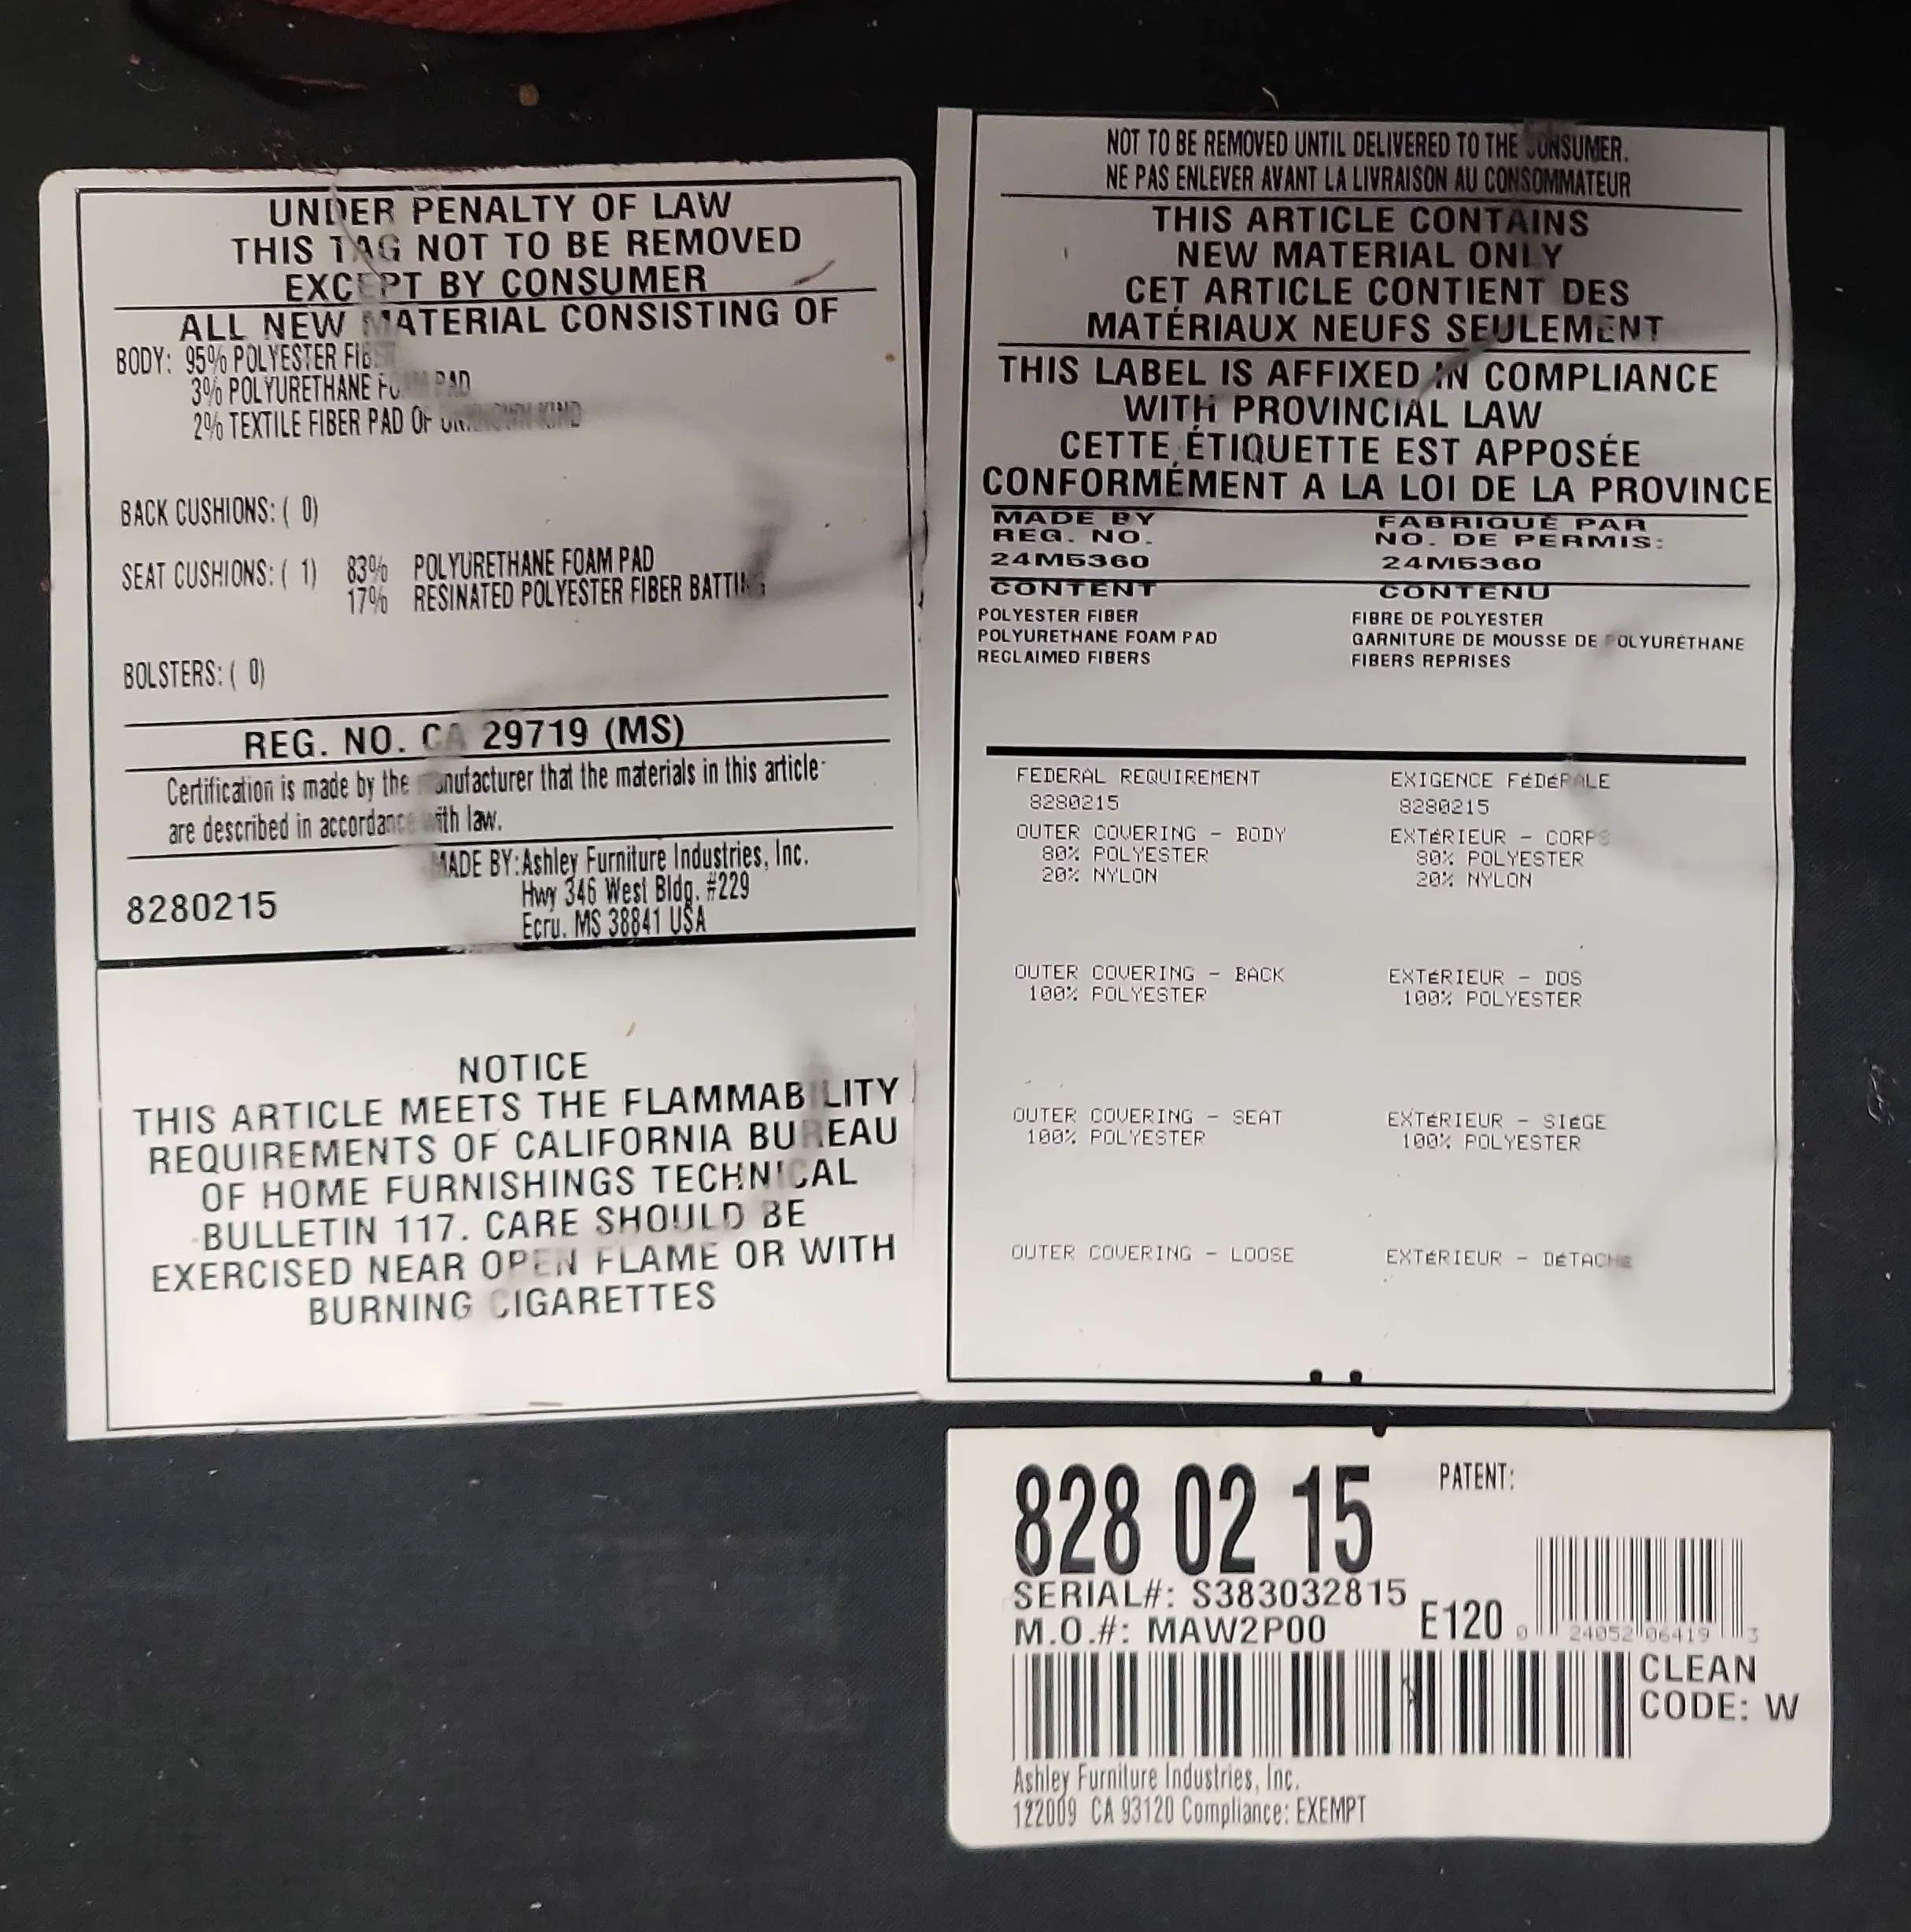 UNDER PENALTY OF LAW
THIS TAG NOT TO BE REMOVED
EXCEPT BY CONSUMER
ALL NEW MATERIAL CONSISTING OF
BODY: 95% POLYESTER FIBER
3% POLYURETHANE FOAM PAD
2% TEXTILE FIBER PAD OF UNKNOWN KIND
BACK CUSHIONS: ( 0)
SEAT CUSHIONS: ( 1) 83% POLYURETHANE FOAM PAD
17% RESINATED POLYESTER FIBER BATTING
BOLSTERS: ( 0)
REG. NO. CA 29719 (MS)
Certification is made by the manufacturer that the materials in this article
are described in accordance with law.
MADE BY:Ashley Furniture Industries, Inc.
Hwy 346 West Bldg. #229
Ecru. MS 38841 USA
8280215
NOTICE
THIS ARTICLE MEETS THE FLAMMABILITY
REQUIREMENTS OF CALIFORNIA BUREAU
OF HOME FURNISHINGS TECHNICAL
BULLETIN 117. CARE SHOULD BE
EXERCISED NEAR OPEN FLAME OR WITH
BURNING CIGARETTES
NOT TO BE REMOVED UNTIL DELIVERED TO THE CONSUMER.
NE PAS ENLEVER AVANT LA LIVRAISON AU CONSOMMATEUR
THIS ARTICLE CONTAINS
NEW MATERIAL ONLY
CET ARTICLE CONTIENT DES
MATÉRIAUX NEUFS SEULEMENT
THIS LABEL IS AFFIXED IN COMPLIANCE
WITH PROVINCIAL LAW
CETTE ÉTIQUETTE EST APPOSÉE
CONFORMÉMENT A LA LOI DE LA PROVINCE
MADE BY FABRIQUÉ PAR
REG. NO. NO. DE PERMIS:
24M5360 24M5360
CONTENT CONTENU
POLYESTER FIBER FIBRE DE POLYESTER
POLYURETHANE FOAM PAD GARNITURE DE MOUSSE DE POLYURÉTHANE
RECLAIMED FIBERS FIBERS REPRISES
FEDERAL REQUIREMENT EXIGENCE FÉDÉRALE
8280215 8280215
OUTER COVERING - BODY EXTÉRIEUR - CORPS
80% POLYESTER 80% POLYESTER
20% NYLON 20% NYLON
OUTER COVERING - BACK EXTÉRIEUR - DOS
100% POLYESTER 100% POLYESTER
OUTER COVERING - SEAT EXTÉRIEUR - SIÉGE
100% POLYESTER 100% POLYESTER
OUTER COVERING - LOOSE EXTÉRIEUR - DÉTACHÉ
828 02 15 PATENT:
SERIAL#: S383032815
M.O.#: MAW2P00 E120
0 24052 06419 3
CLEAN
CODE: W
Ashley Furniture Industries, Inc.
122009 CA 93120 Compliance: EXEMPT